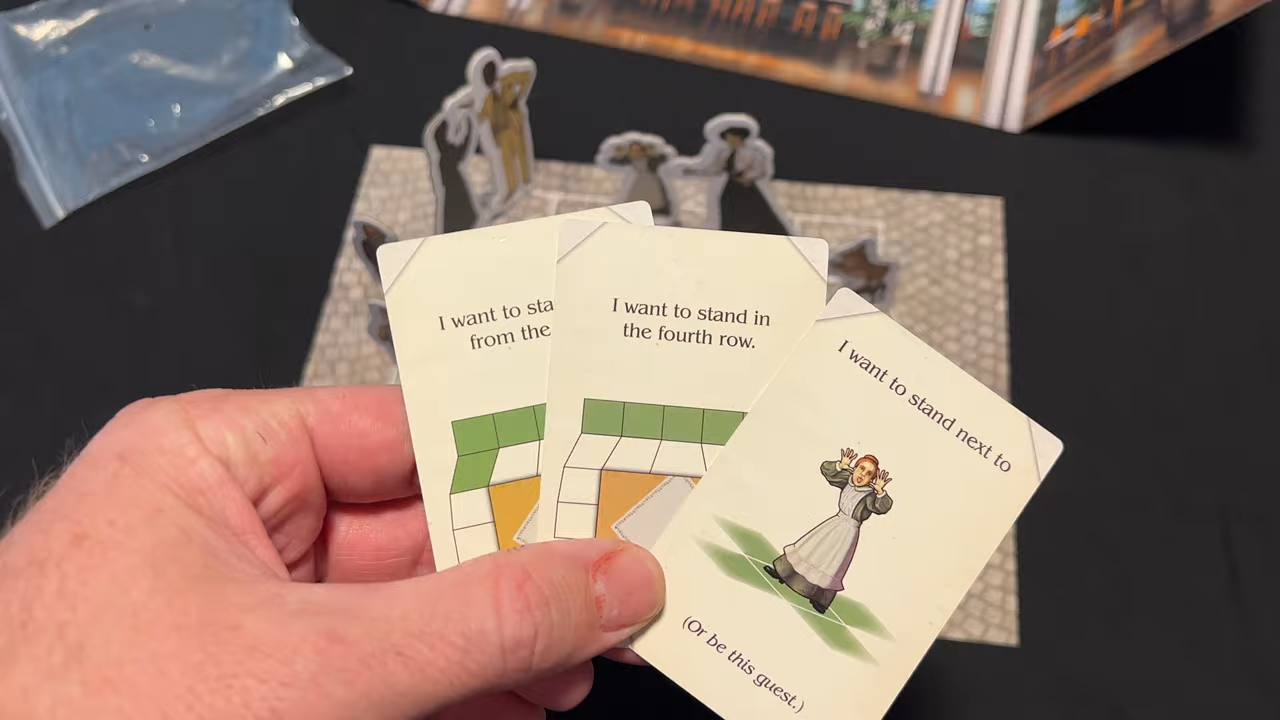 I want to sta
from the
I want to stand in
the fourth row.
I want to stand next to
(Or be this guest.)